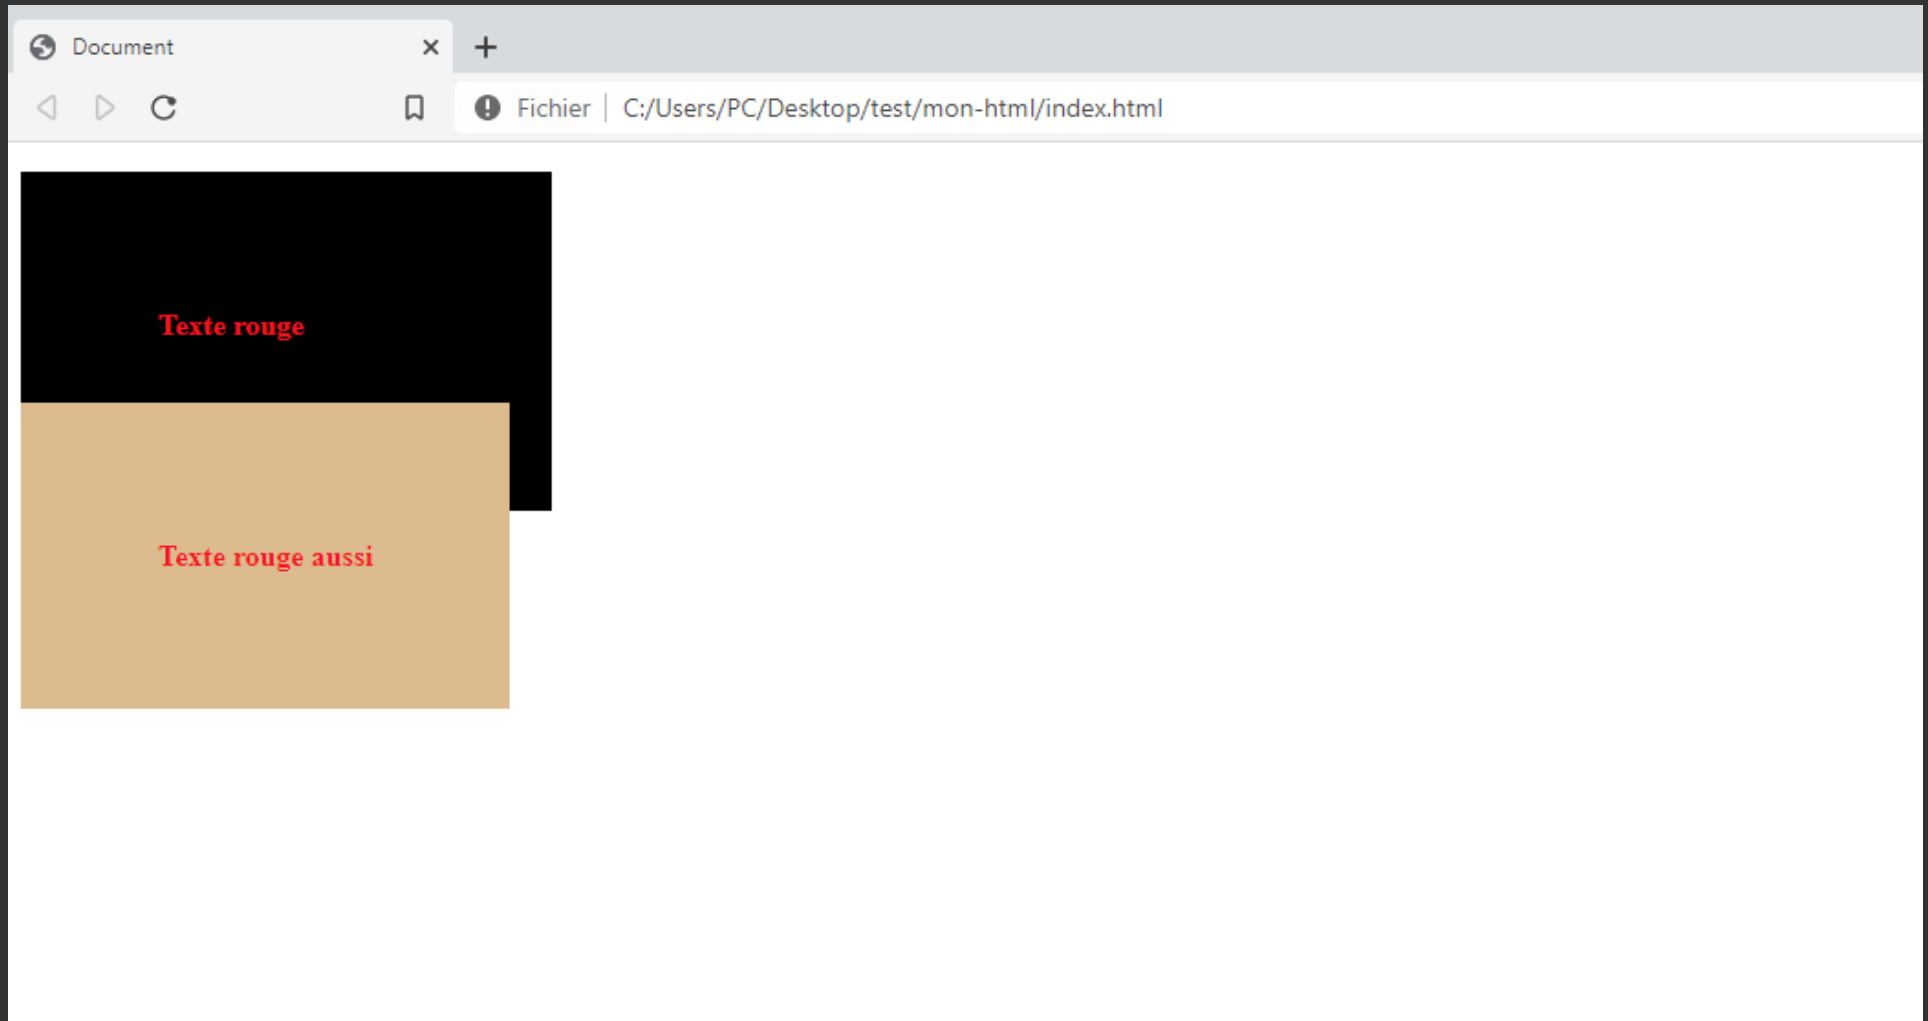 Document
Fichier C:/Users/PC/Desktop/test/mon-html/index.html
Texte rouge
Texte rouge aussi